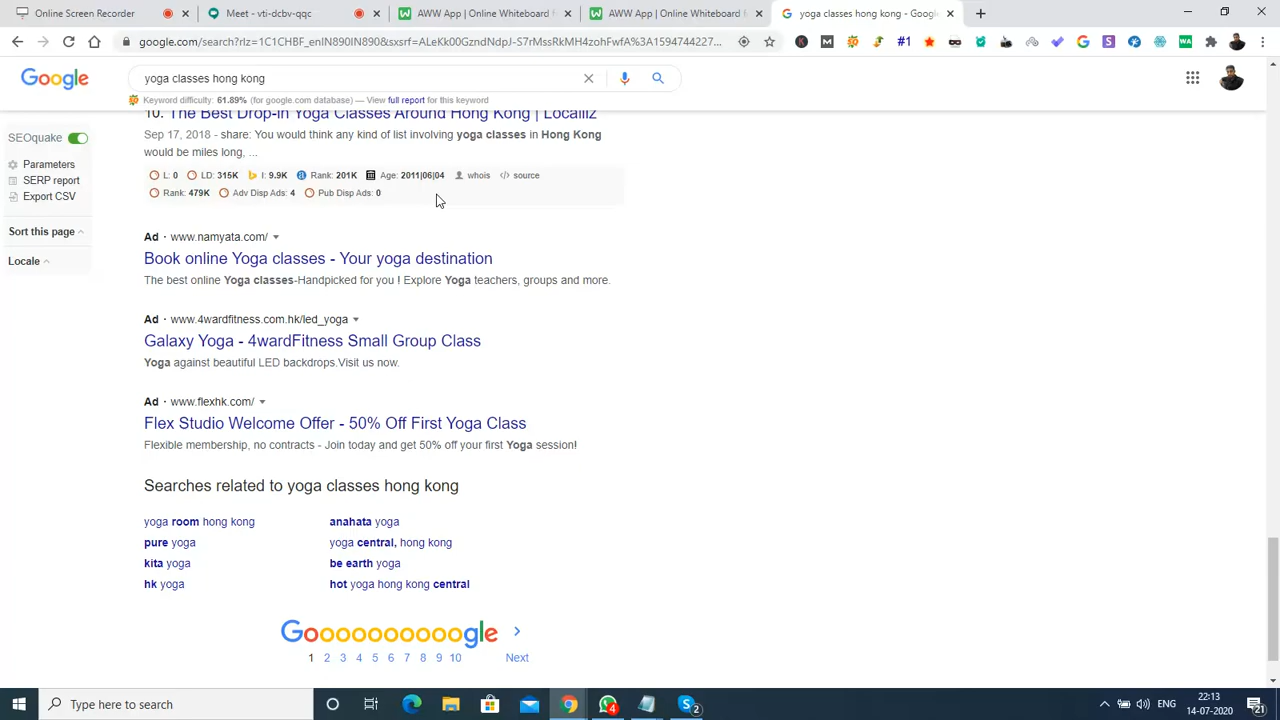 Online Screen Recorder
Meet - vti-dcbv-qqc
AWW App | Online Whiteboard f
AWW App | Online Whiteboard f
yoga classes hong kong - Googl
google.com/search?rlz=1C1CHBF_enIN890IN890&sxsrf=ALeKk00GzndNdpJ-S7rMssRkMH4zohFwfA%3A1594744227...
#1
Google
yoga classes hong kong
Keyword difficulty: 61.89% (for google.com database) — View full report for this keyword
SEOquake
Parameters
SERP report
Export CSV
Sort this page
Locale
10. The Best Drop-in Yoga Classes Around Hong Kong | Localiiz
Sep 17, 2018 - share: You would think any kind of list involving yoga classes in Hong Kong
would be miles long, ...
L: 0 LD: 315K I: 9.9K Rank: 201K Age: 2011|06|04 whois </> source
Rank: 479K Adv Disp Ads: 4 Pub Disp Ads: 0
Ad · www.namyata.com/
Book online Yoga classes - Your yoga destination
The best online Yoga classes-Handpicked for you ! Explore Yoga teachers, groups and more.
Ad · www.4wardfitness.com.hk/led_yoga
Galaxy Yoga - 4wardFitness Small Group Class
Yoga against beautiful LED backdrops.Visit us now.
Ad · www.flexhk.com/
Flex Studio Welcome Offer - 50% Off First Yoga Class
Flexible membership, no contracts - Join today and get 50% off your first Yoga session!
Searches related to yoga classes hong kong
yoga room hong kong
anahata yoga
pure yoga
yoga central, hong kong
kita yoga
be earth yoga
hk yoga
hot yoga hong kong central
Goooooooooogle
1 2 3 4 5 6 7 8 9 10 Next
Type here to search
4
2
ENG
22:13
14-07-2020
21